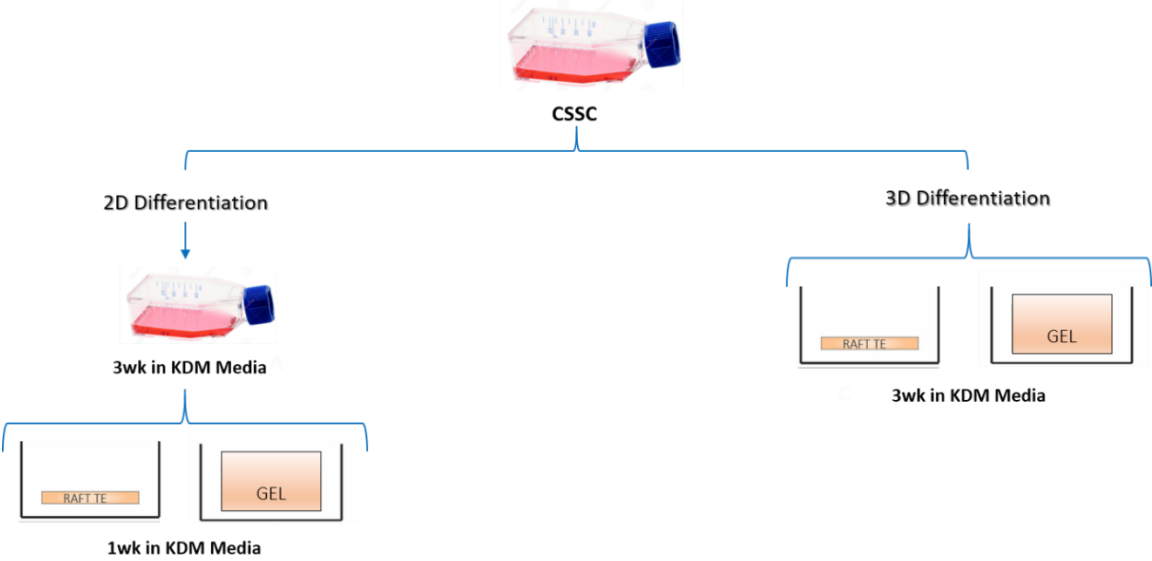 CSSC
2D Differentiation
3D Differentiation
3wk in KDM Media
RAFT TE
GEL
1wk in KDM Media
RAFT TE
GEL
3wk in KDM Media